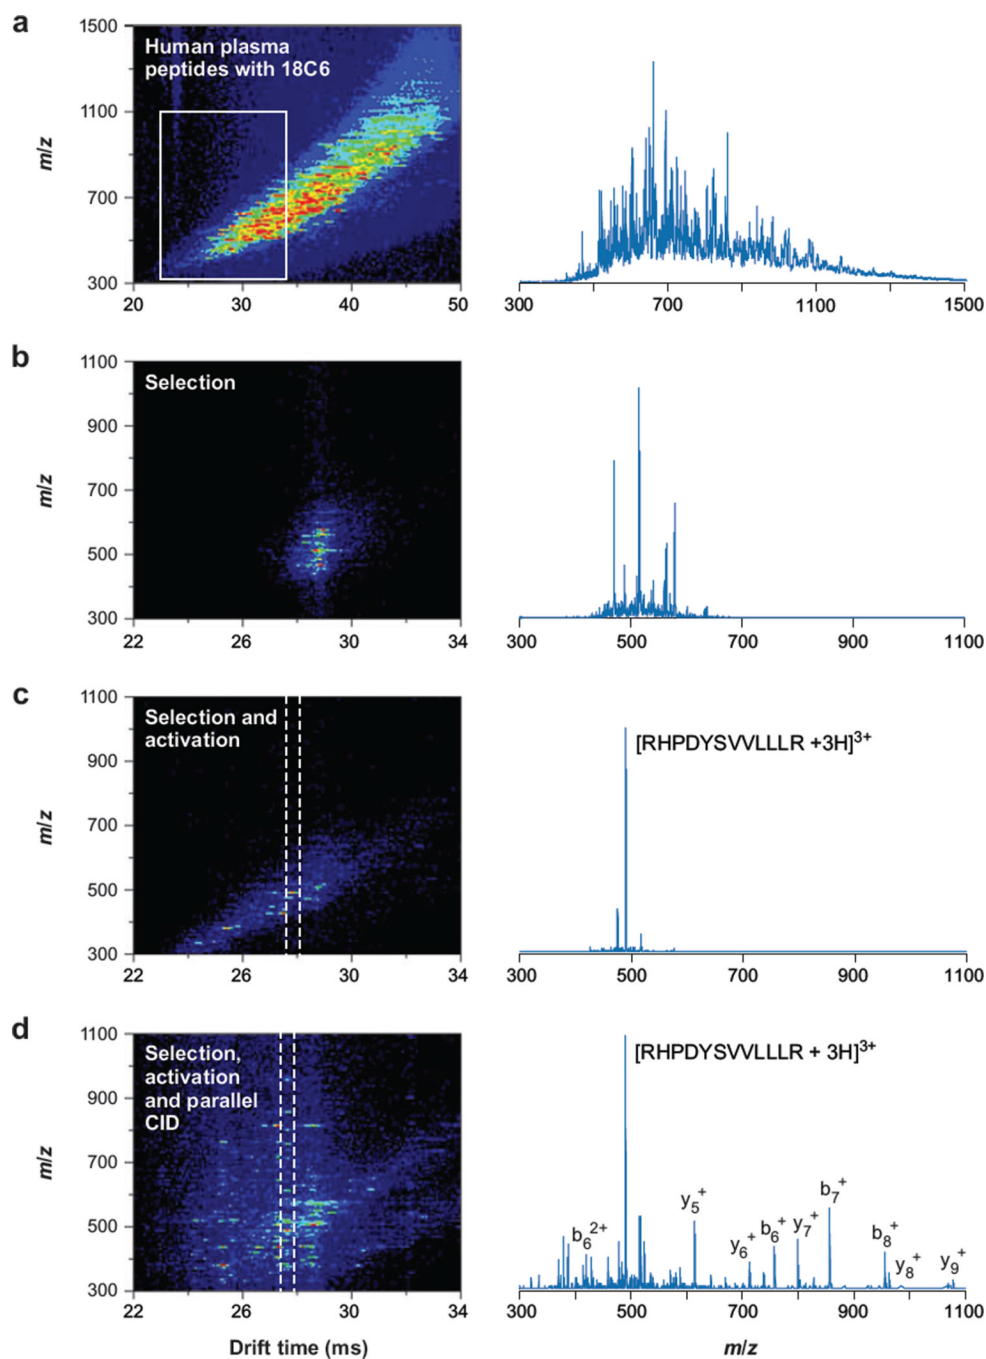 a
1500
1100
700
300
m/z
Human plasma
peptides with 18C6
20 30 40 50
300 700 1100 1500
b
1100
900
700
500
300
m/z
Selection
22 26 30 34
300 500 700 900 1100
c
1100
900
700
500
300
m/z
Selection and
activation
22 26 30 34
[RHPDYSVVLLLR +3H]3+
300 500 700 900 1100
d
1100
900
700
500
300
m/z
Selection,
activation
and parallel
CID
22 26 30 34
Drift time (ms)
[RHPDYSVVLLLR + 3H]3+
b6 2+
y5+
y6+
b6+
y7+
b7+
b8+
y8+
y9+
300 500 700 900 1100
m/z